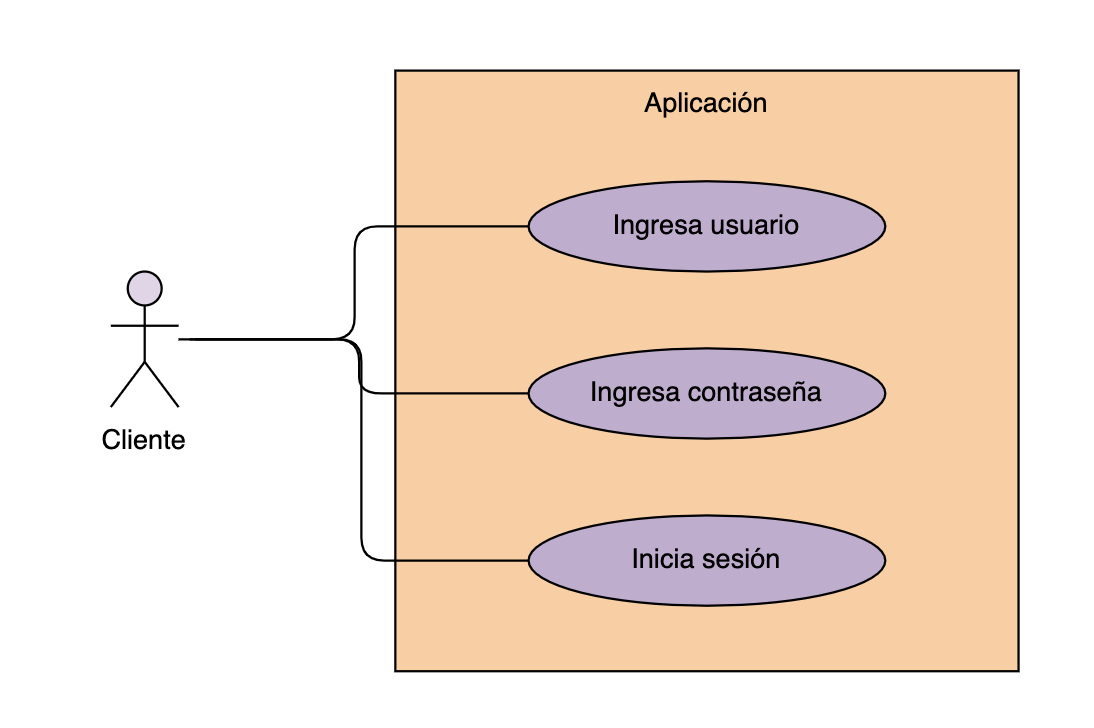 Aplicación
Ingresa usuario
Ingresa contraseña
Inicia sesión
Cliente